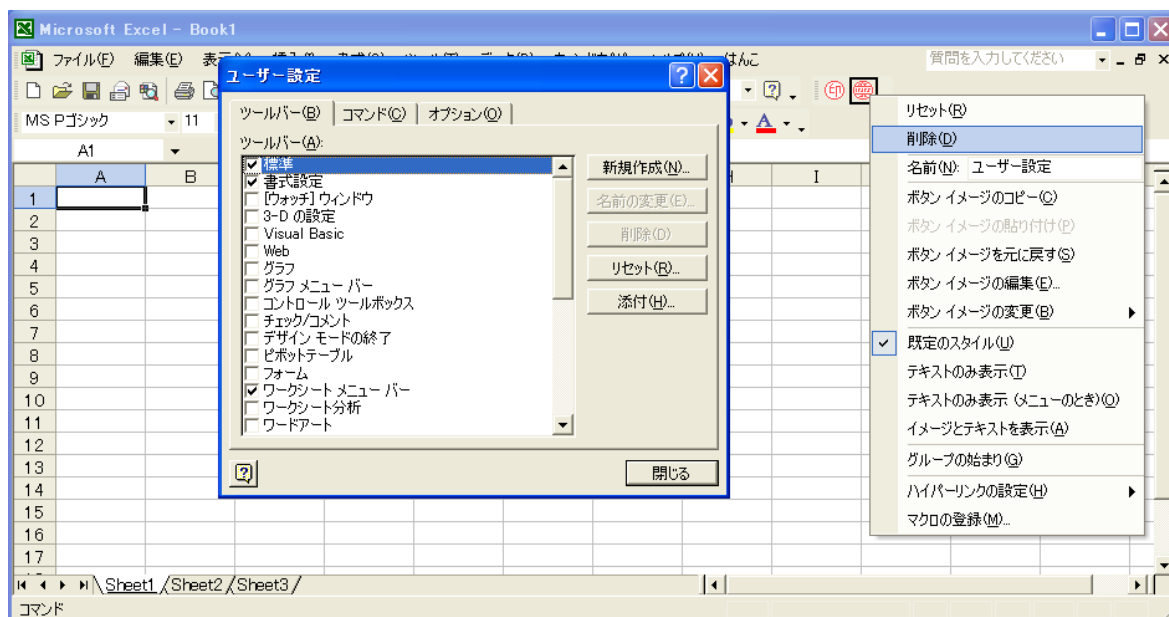 Microsoft Excel - Book1
ファイル(F) 編集(E) はんこ 質問を入力してください
MS Pゴシック 11
A1
A B I
1
2
3
4
5
6
7
8
9
10
11
12
13
14
15
16
17
Sheet1 Sheet2 Sheet3
コマンド
ユーザー設定
ツールバー(B) コマンド(C) オプション(O)
ツールバー(A):
標準
書式設定
[ウォッチ] ウィンドウ
3-D の設定
Visual Basic
Web
グラフ
グラフ メニュー バー
コントロール ツールボックス
チェック/コメント
デザイン モードの終了
ピボットテーブル
フォーム
ワークシート メニュー バー
ワークシート分析
ワードアート
新規作成(N)...
名前の変更(E)...
削除(D)
リセット(R)...
添付(H)...
閉じる
リセット(R)
削除(D)
名前(N): ユーザー設定
ボタン イメージのコピー(C)
ボタン イメージの貼り付け(P)
ボタン イメージを元に戻す(S)
ボタン イメージの編集(E)...
ボタン イメージの変更(B)
既定のスタイル(U)
テキストのみ表示(T)
テキストのみ表示 (メニューのとき)(O)
イメージとテキストを表示(A)
グループの始まり(G)
ハイパーリンクの設定(H)
マクロの登録(M)...